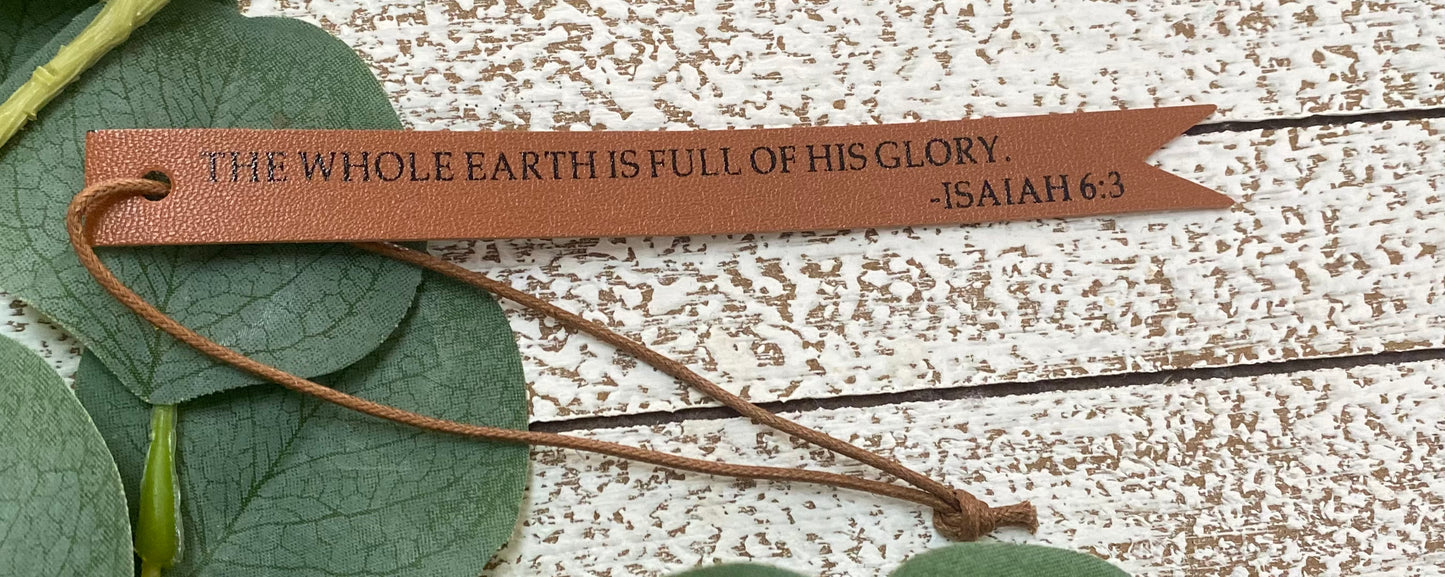 THE WHOLE EARTH IS FULL OF HIS GLORY.
-ISAIAH 6:3